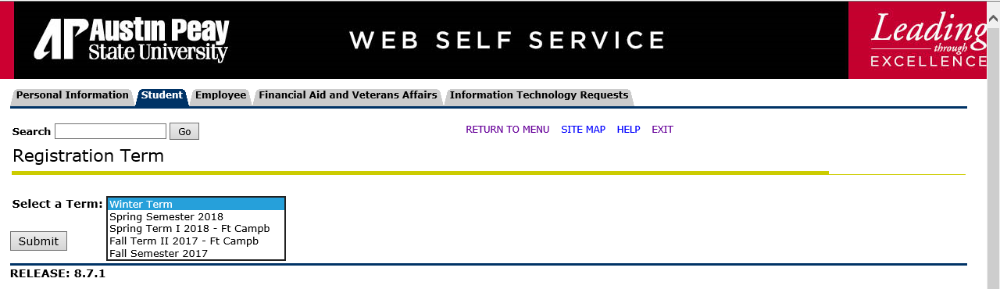 Austin Peay
State University
WEB SELF SERVICE
Leading
through
EXCELLENCE
Personal Information Student Employee Financial Aid and Veterans Affairs Information Technology Requests
Search Go RETURN TO MENU SITE MAP HELP EXIT
Registration Term
Select a Term: Winter Term
Spring Semester 2018
Spring Term I 2018 - Ft Campb
Fall Term II 2017 - Ft Campb
Fall Semester 2017
Submit
RELEASE: 8.7.1